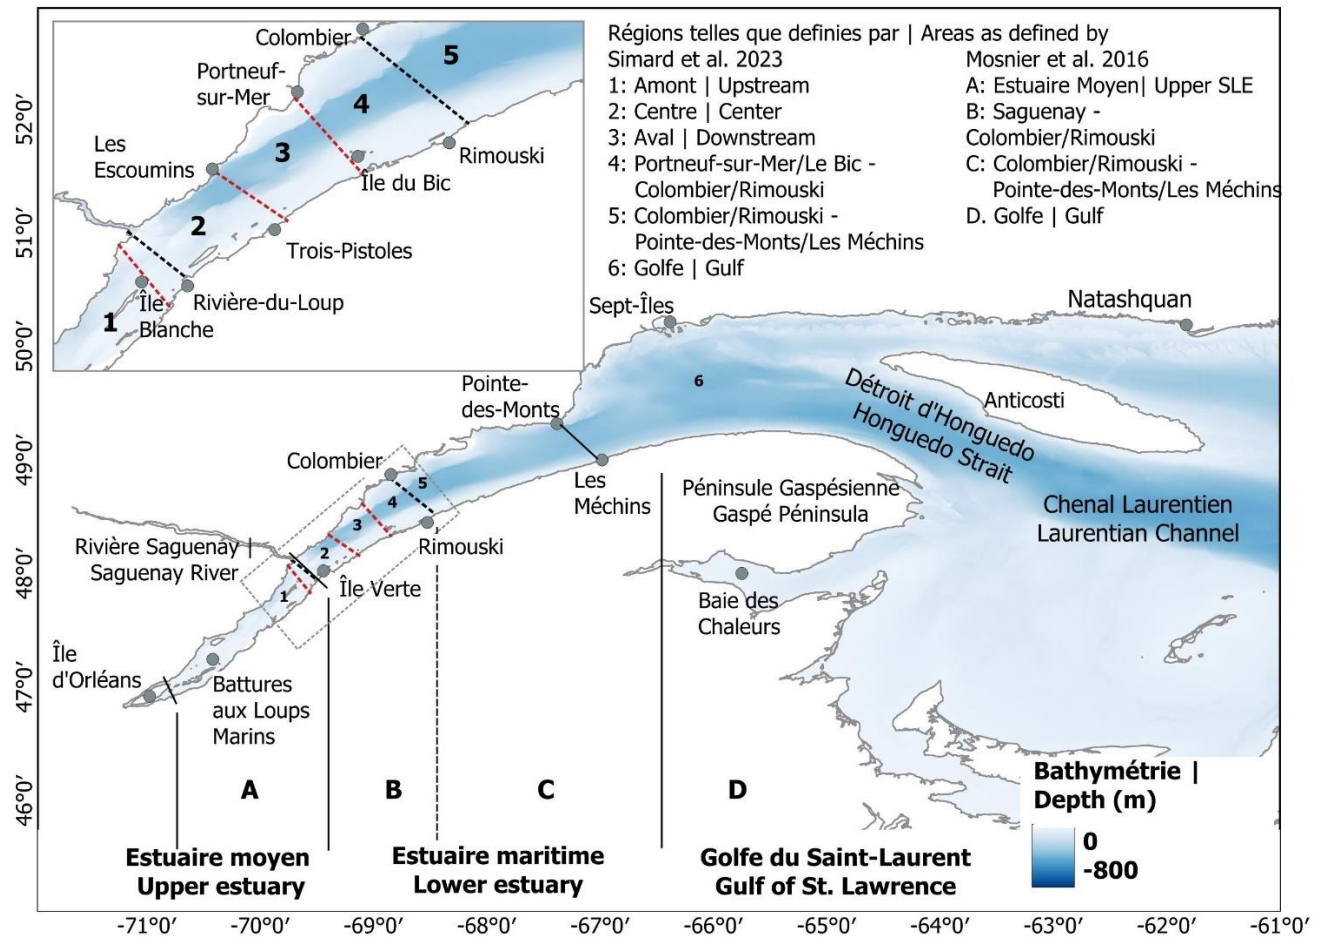 Colombier
5
Portneuf-
sur-Mer
4
Les
Escoumins
3
Rimouski
Île du Bic
2
Trois-Pistoles
Île
Blanche
Rivière-du-Loup
1
Régions telles que definies par | Areas as defined by
Simard et al. 2023
1: Amont | Upstream
2: Centre | Center
3: Aval | Downstream
4: Portneuf-sur-Mer/Le Bic -
Colombier/Rimouski
5: Colombier/Rimouski -
Pointe-des-Monts/Les Méchins
6: Golfe | Gulf
Mosnier et al. 2016
A: Estuaire Moyen| Upper SLE
B: Saguenay -
Colombier/Rimouski
C: Colombier/Rimouski -
Pointe-des-Monts/Les Méchins
D. Golfe | Gulf
Sept-Îles
Natashquan
6
Pointe-
des-Monts
Détroit d'Honguedo
Honguedo Strait
Anticosti
Colombier
5
4
3
2
1
Les
Méchins
Péninsule Gaspésienne
Gaspé Péninsula
Chenal Laurentien
Laurentian Channel
Rimouski
Rivière Saguenay |
Saguenay River
Île Verte
Baie des
Chaleurs
Île
d'Orléans
Battures
aux Loups
Marins
A
B
C
D
Bathymétrie |
Depth (m)
0
-800
Estuaire moyen
Upper estuary
Estuaire maritime
Lower estuary
Golfe du Saint-Laurent
Gulf of St. Lawrence
52°0'
51°0'
50°0'
49°0'
48°0'
47°0'
46°0'
-71°0'
-70°0'
-69°0'
-68°0'
-67°0'
-66°0'
-65°0'
-64°0'
-63°0'
-62°0'
-61°0'